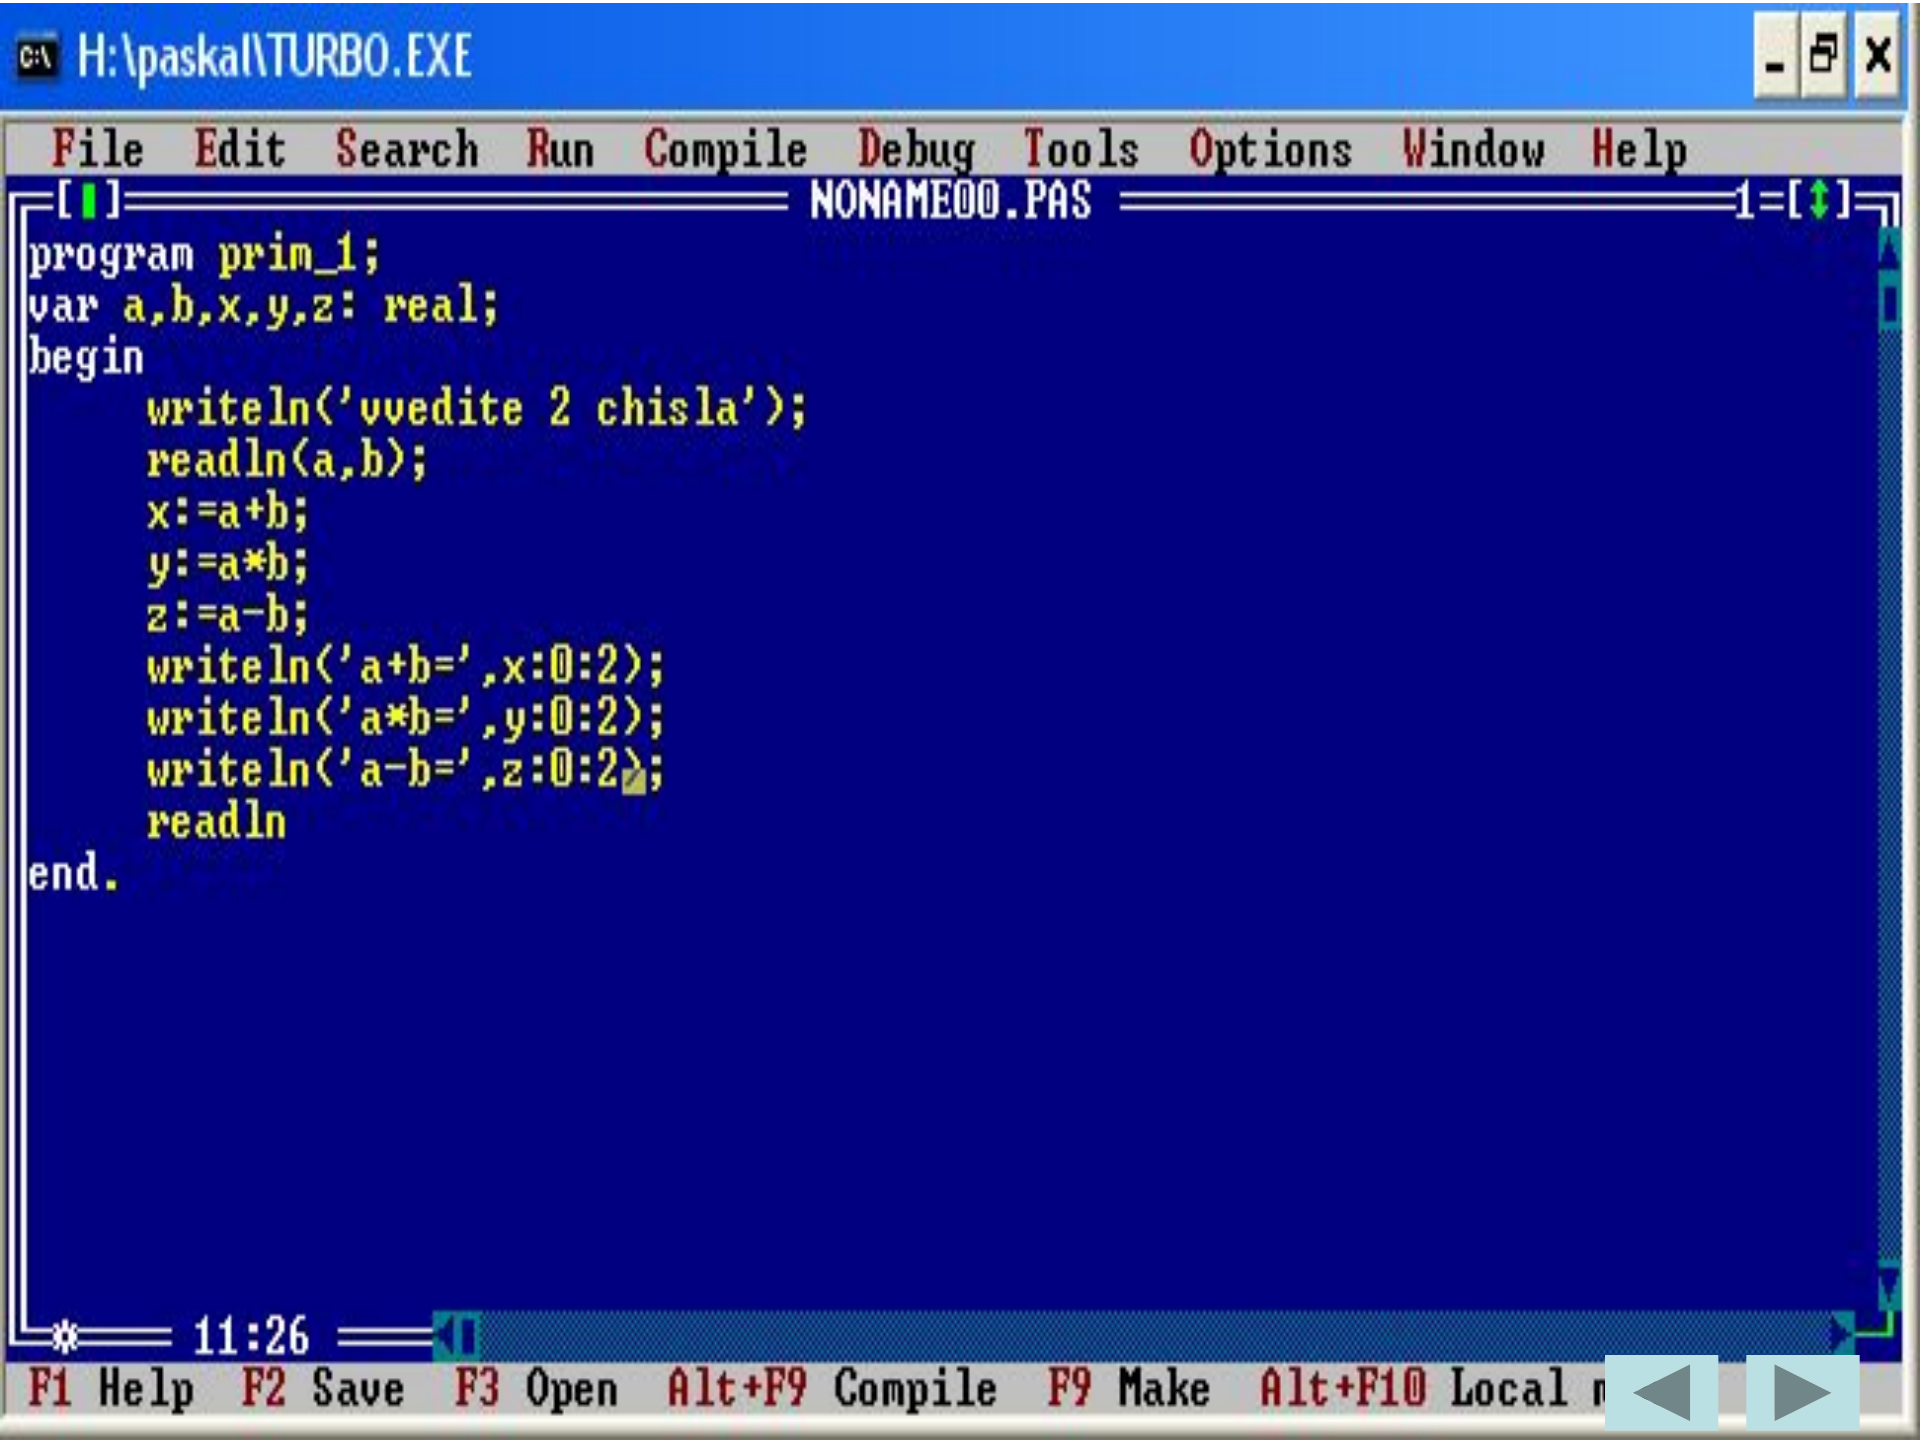 H:\paskal\TURBO.EXE
File Edit Search Run Compile Debug Tools Options Window Help
NONAME00.PAS 1
program prim_1;
var a,b,x,y,z: real;
begin
writeln('vvedite 2 chisla');
readln(a,b);
x:=a+b;
y:=a*b;
z:=a-b;
writeln('a+b=',x:0:2);
writeln('a*b=',y:0:2);
writeln('a-b=',z:0:2);
readln
end.
11:26
F1 Help F2 Save F3 Open Alt+F9 Compile F9 Make Alt+F10 Local